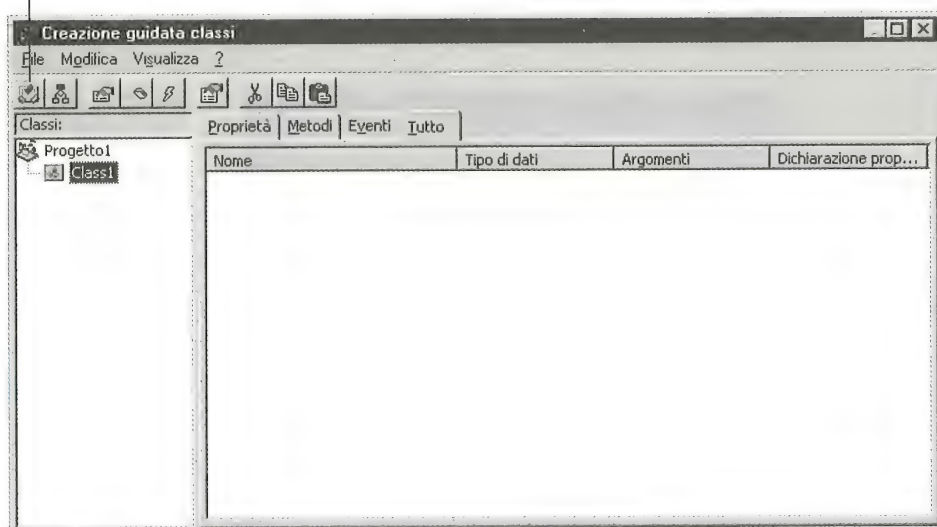 Creazione guidata classi
File Modifica Visualizza ?
Classi:
Proprietà Metodi Eventi Tutto
Progetto1
Class1
Nome Tipo di dati Argomenti Dichiarazione prop...